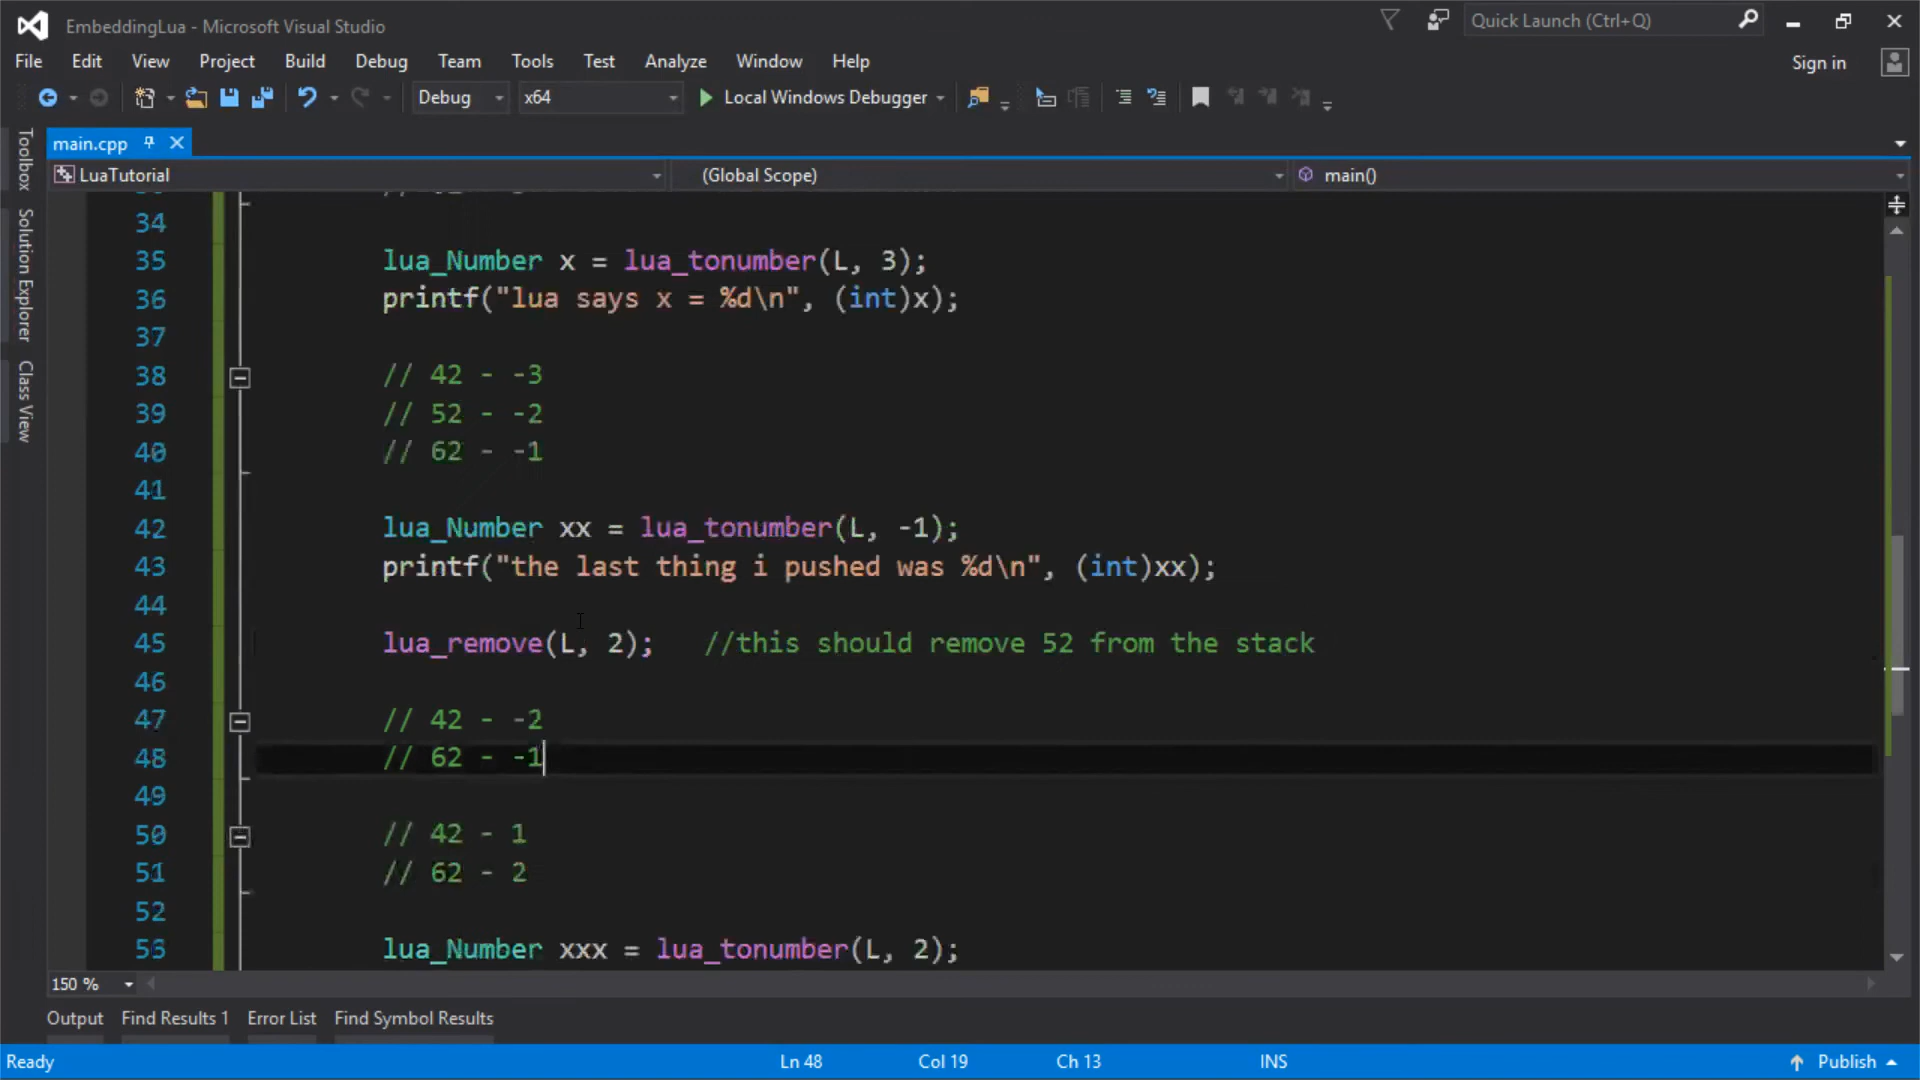 EmbeddingLua - Microsoft Visual Studio
Quick Launch (Ctrl+Q)
File Edit View Project Build Debug Team Tools Test Analyze Window Help
Sign in
Debug x64 Local Windows Debugger
Toolbox
Solution Explorer
Class View
main.cpp
LuaTutorial (Global Scope) main()
34
35 lua_Number x = lua_tonumber(L, 3);
36 printf("lua says x = %d\n", (int)x);
37
38 // 42 - -3
39 // 52 - -2
40 // 62 - -1
41
42 lua_Number xx = lua_tonumber(L, -1);
43 printf("the last thing i pushed was %d\n", (int)xx);
44
45 lua_remove(L, 2); //this should remove 52 from the stack
46
47 // 42 - -2
48 // 62 - -1
49
50 // 42 - 1
51 // 62 - 2
52
53 lua_Number xxx = lua_tonumber(L, 2);
150 %
Output Find Results 1 Error List Find Symbol Results
Ready Ln 48 Col 19 Ch 13 INS Publish